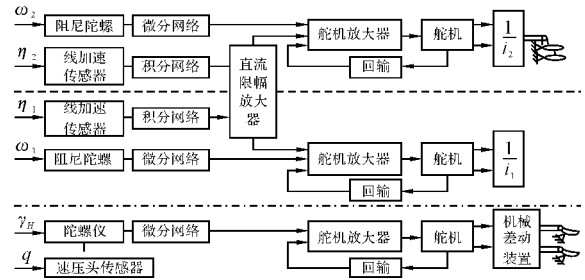 ω₂ 阻尼陀螺 微分网络 舵机放大器 舵机 1/i₂
η₂ 线加速传感器 积分网络 直流限幅放大器 回输
η₁ 线加速传感器 积分网络
ω₁ 阻尼陀螺 微分网络 舵机放大器 舵机 1/i₁
回输
γ_H 陀螺仪 微分网络 舵机放大器 舵机 机械差动装置
q 速压头传感器 回输